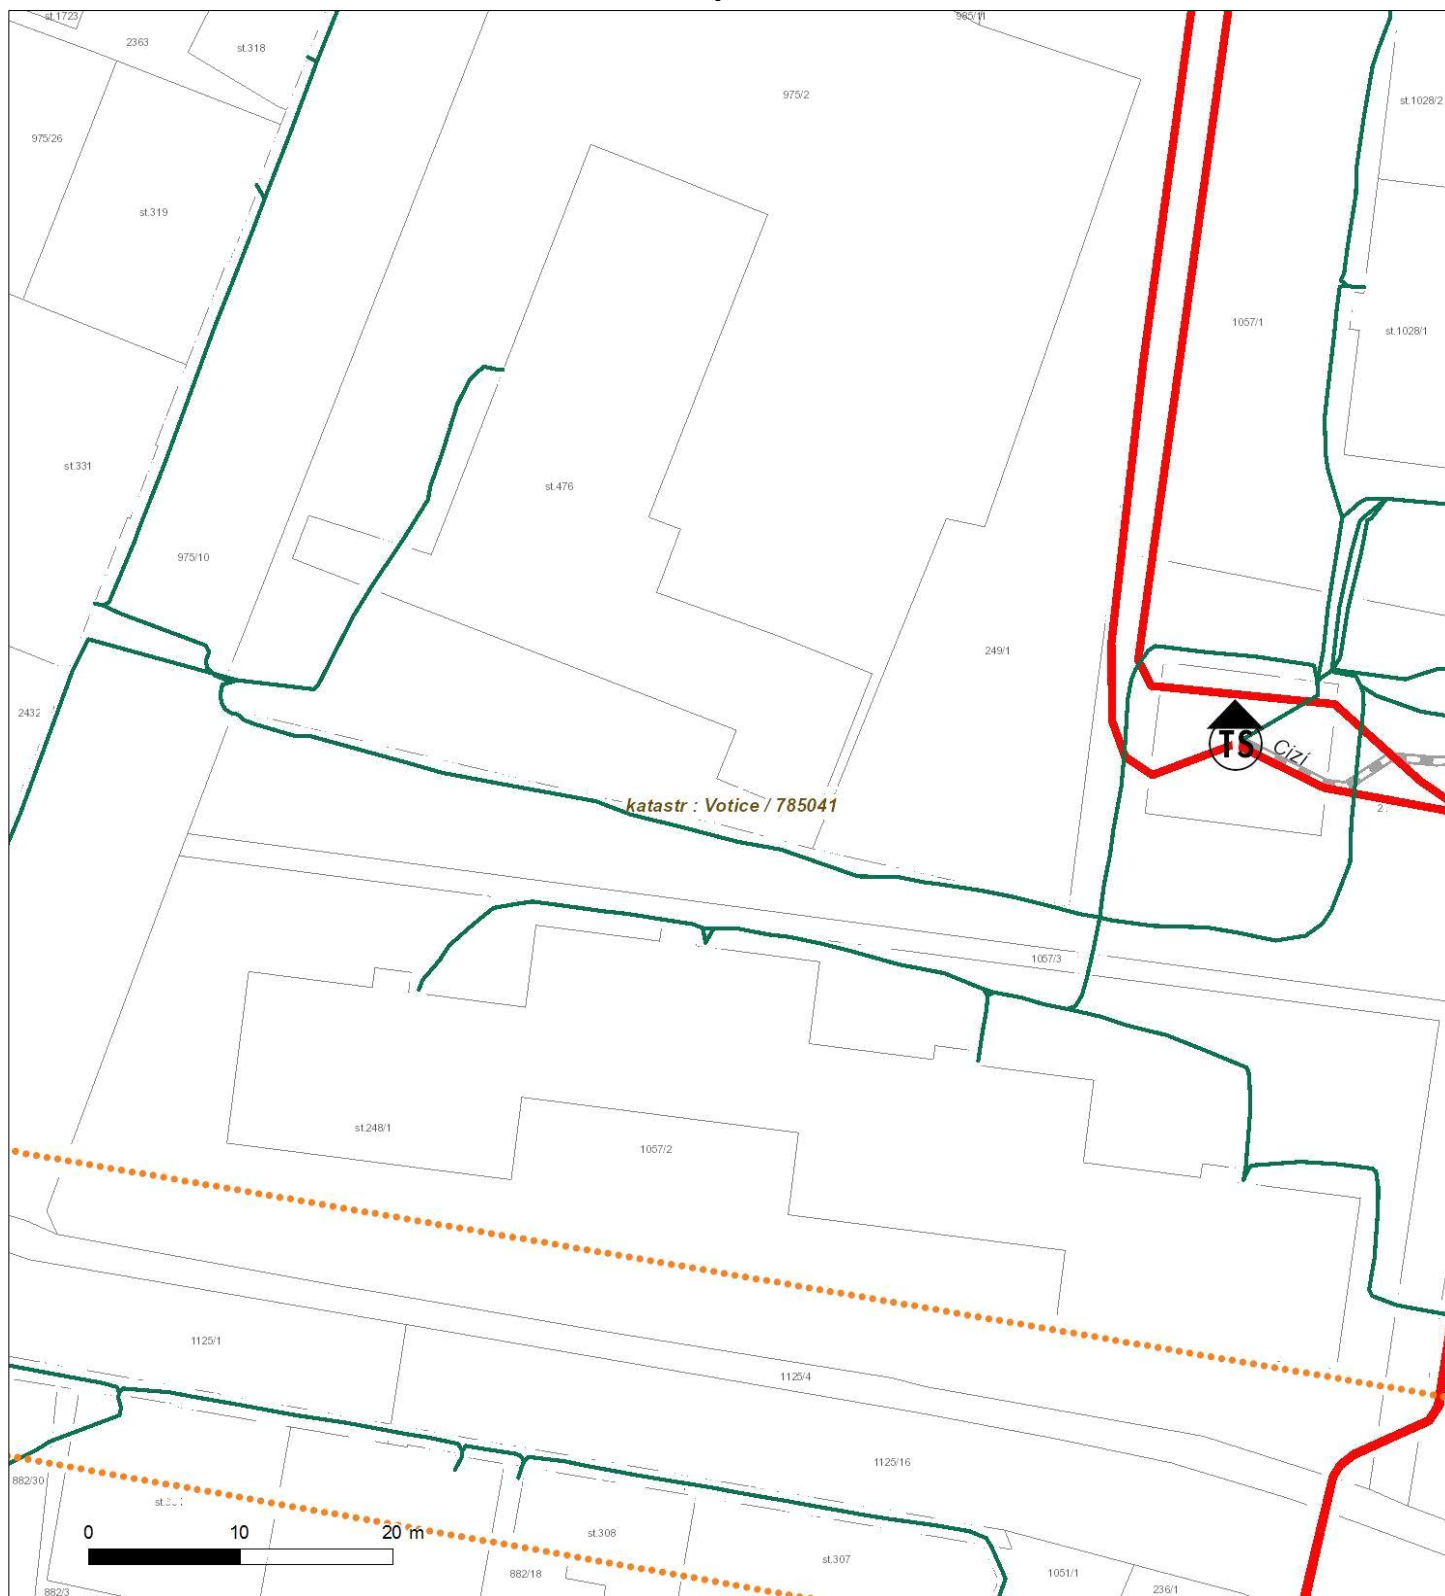 st.1723
985/11
2363
st.318
975/2
st.1028/2
975/26
st.319
1057/1
st.1028/1
st.331
st.476
975/10
249/1
2432
TS
Cizí
katastr : Votice / 785041
2
1057/3
st.248/1
1057/2
1125/1
1125/4
1125/16
882/30
0 10 20 m
st.308
st.307
882/18
1051/1
236/1
882/3